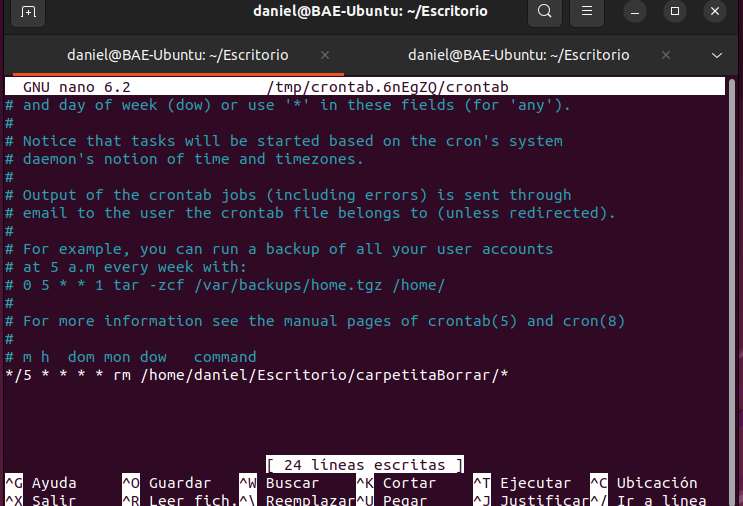 daniel@BAE-Ubuntu: ~/Escritorio
daniel@BAE-Ubuntu: ~/Escritorio × daniel@BAE-Ubuntu: ~/Escritorio ×
GNU nano 6.2 /tmp/crontab.6nEgZQ/crontab
# and day of week (dow) or use '*' in these fields (for 'any').
#
# Notice that tasks will be started based on the cron's system
# daemon's notion of time and timezones.
#
# Output of the crontab jobs (including errors) is sent through
# email to the user the crontab file belongs to (unless redirected).
#
# For example, you can run a backup of all your user accounts
# at 5 a.m every week with:
# 0 5 * * 1 tar -zcf /var/backups/home.tgz /home/
#
# For more information see the manual pages of crontab(5) and cron(8)
#
# m h  dom mon dow   command
*/5 * * * * rm /home/daniel/Escritorio/carpetitaBorrar/*
[ 24 líneas escritas ]
^G Ayuda ^O Guardar ^W Buscar ^K Cortar ^T Ejecutar ^C Ubicación
^X Salir ^R Leer fich. ^\ Reemplazar ^U Pegar ^J Justificar ^/ Ir a línea